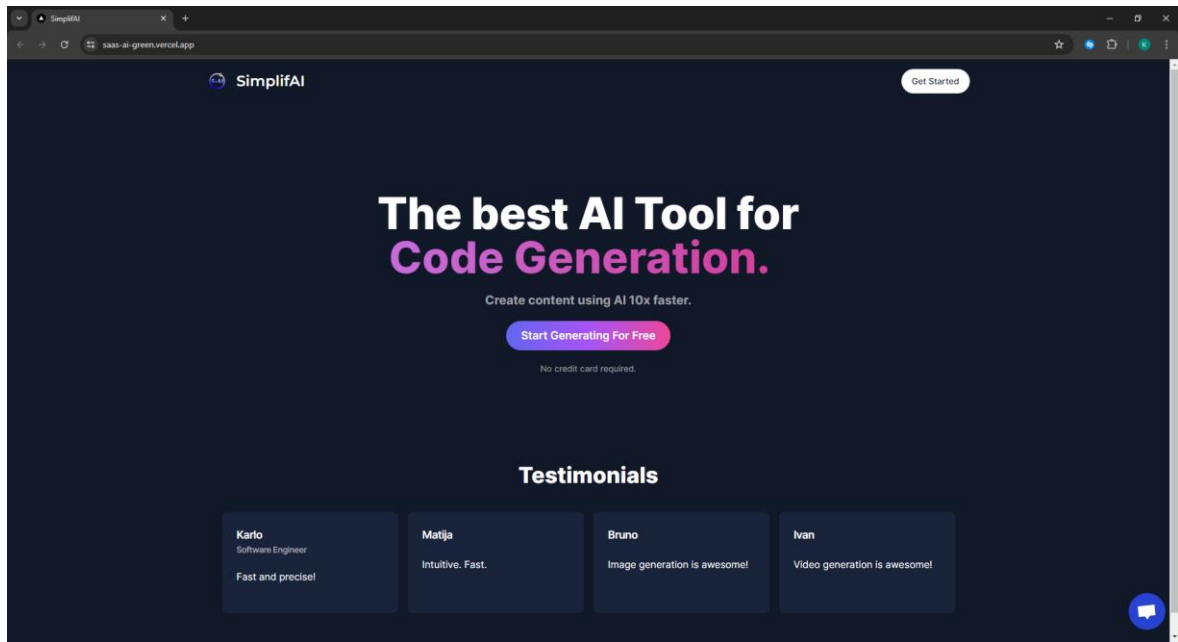 SimplifAI
saas-ai-green.vercel.app
K
SimplifAI
Get Started
The best AI Tool for
Code Generation.
Create content using AI 10x faster.
Start Generating For Free
No credit card required.
Testimonials
Karlo
Software Engineer
Fast and precise!
Matija
Intuitive. Fast.
Bruno
Image generation is awesome!
Ivan
Video generation is awesome!